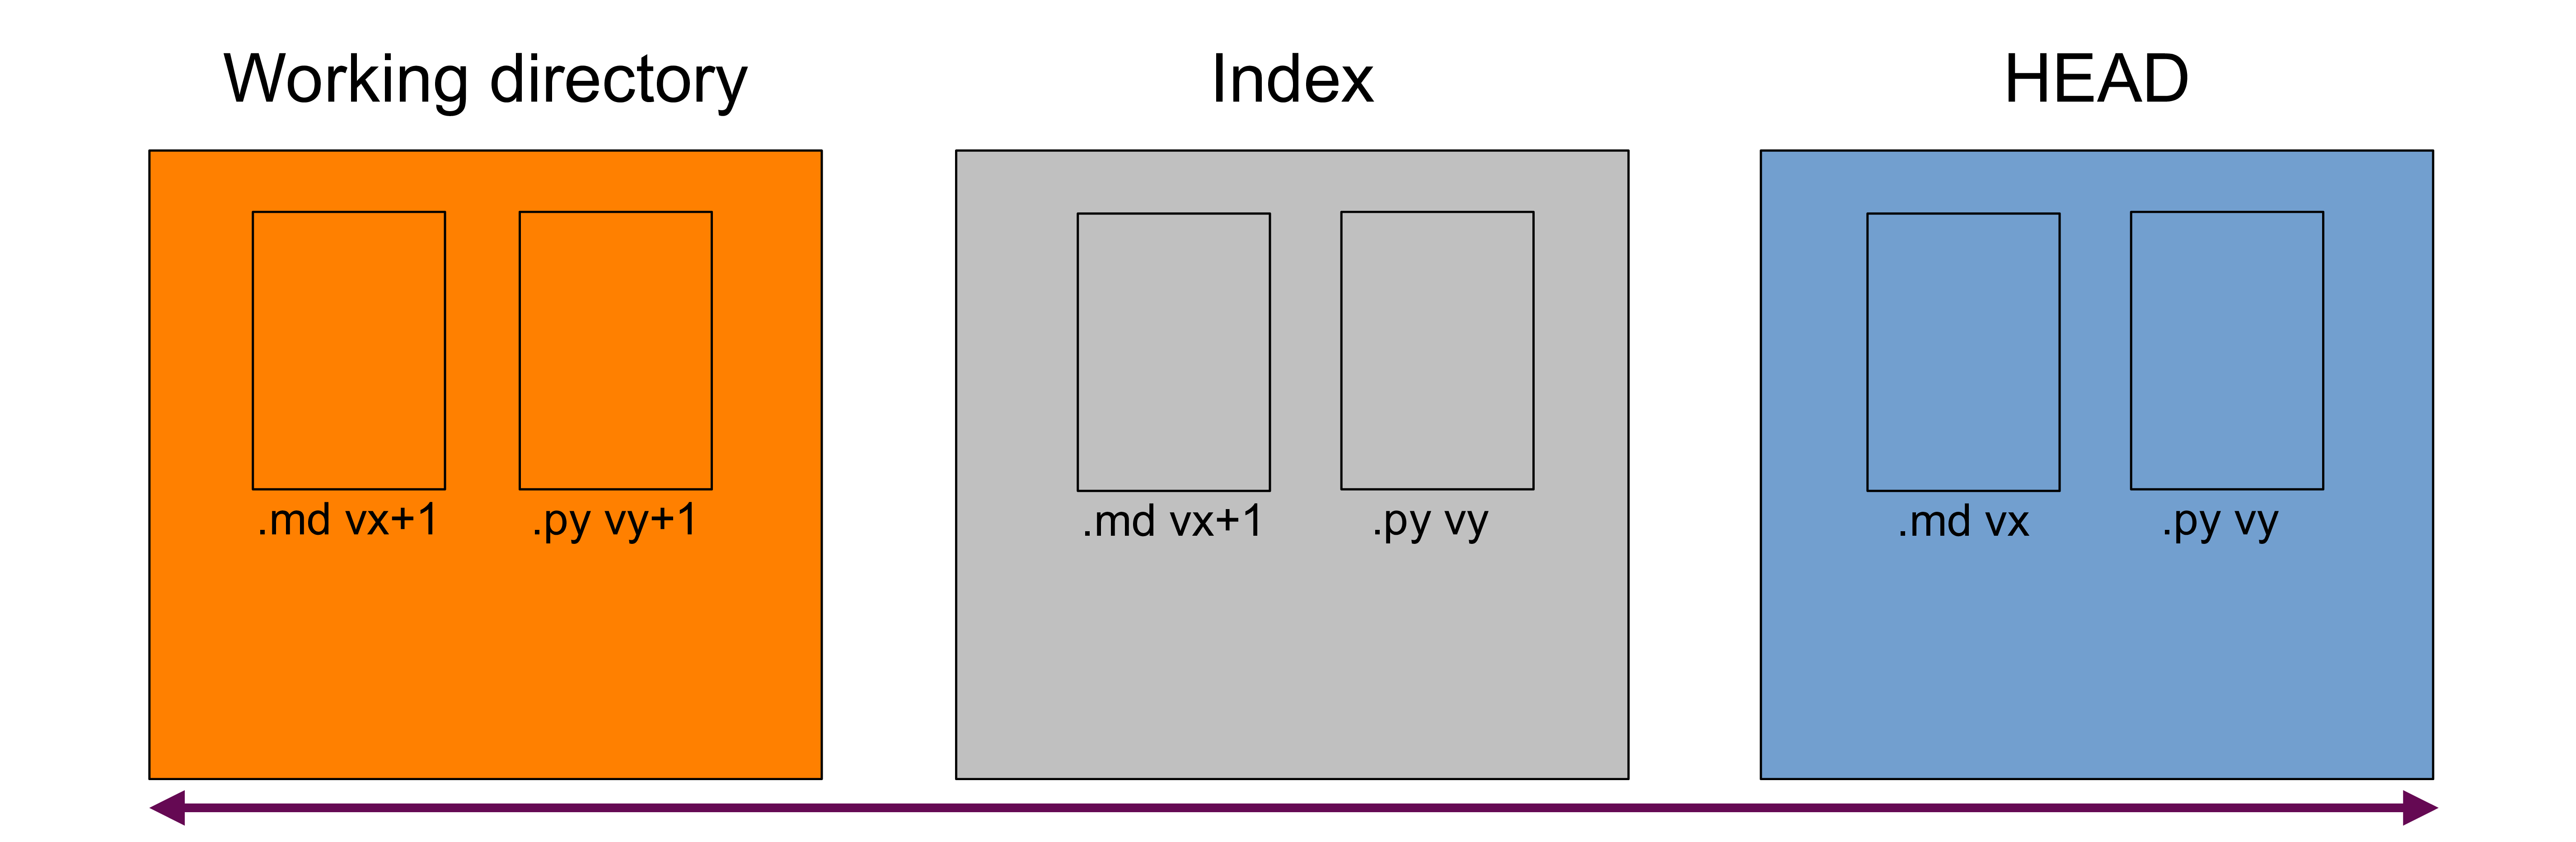 Working directory
Index
HEAD
.md vx+1
.py vy+1
.md vx+1
.py vy
.md vx
.py vy